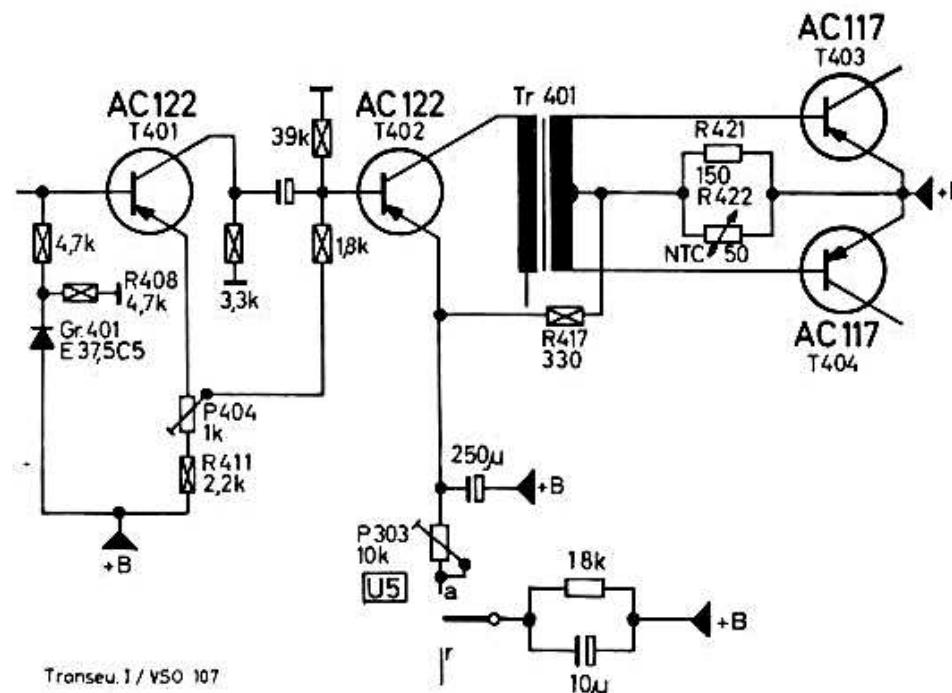 AC117
T403
AC122
T401
39k
AC122
T402
Tr 401
R421
150
R422
NTC 50
+B
4,7k
R408
4,7k
Gr.401
E 37,5C5
3,3k
1,8k
R417
330
AC117
T404
P404
1k
R411
2,2k
+B
250µ
+B
P303
10k
U5
a
18k
+B
r
10µ
Transeu. I / VSO 107